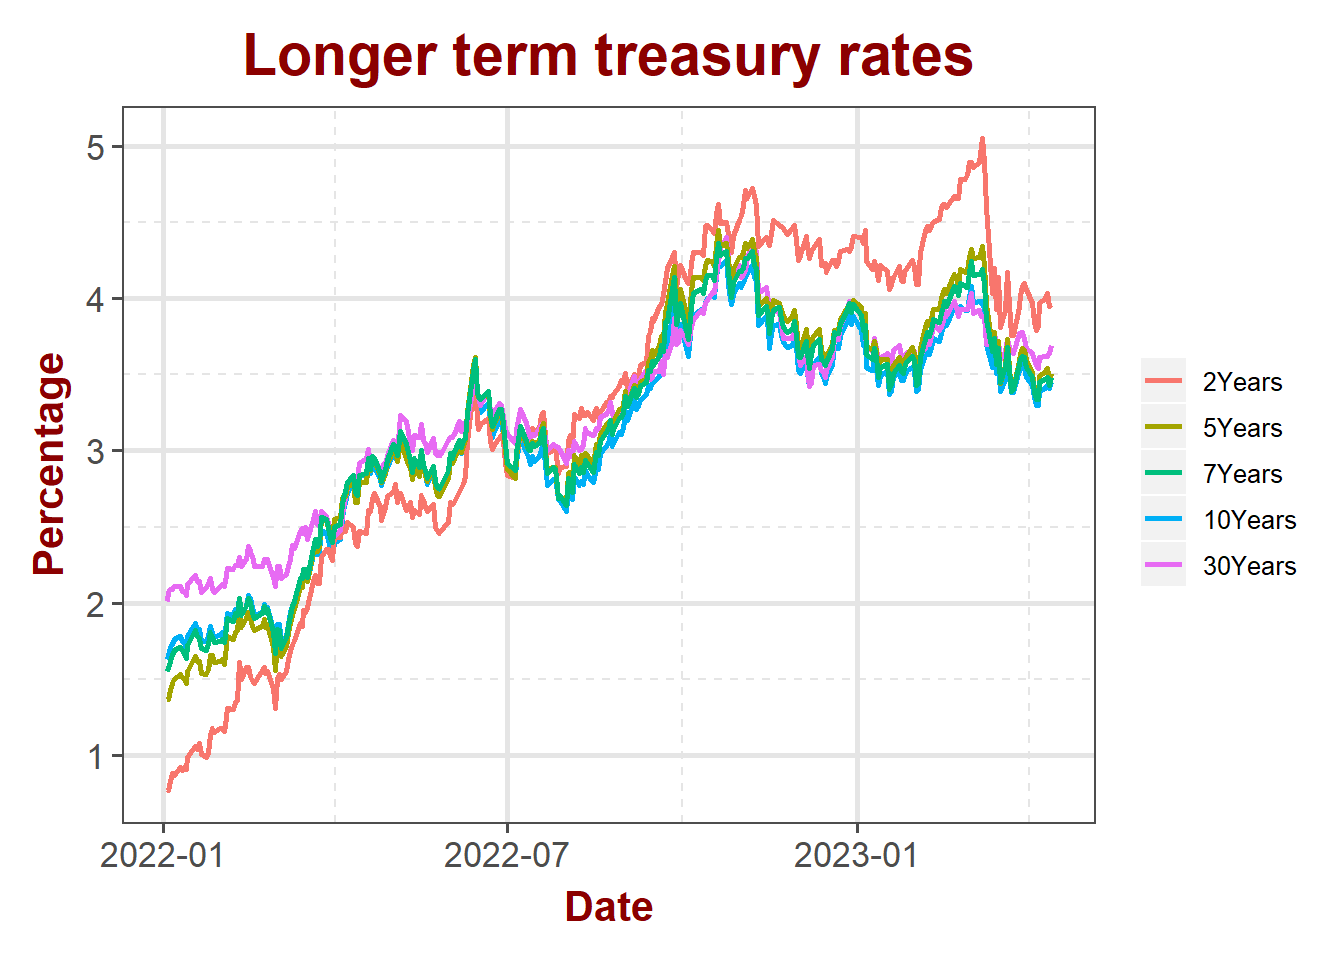 Longer term treasury rates
5
4
3
2
1
Percentage
2022-01
2022-07
2023-01
Date
2Years
5Years
7Years
10Years
30Years